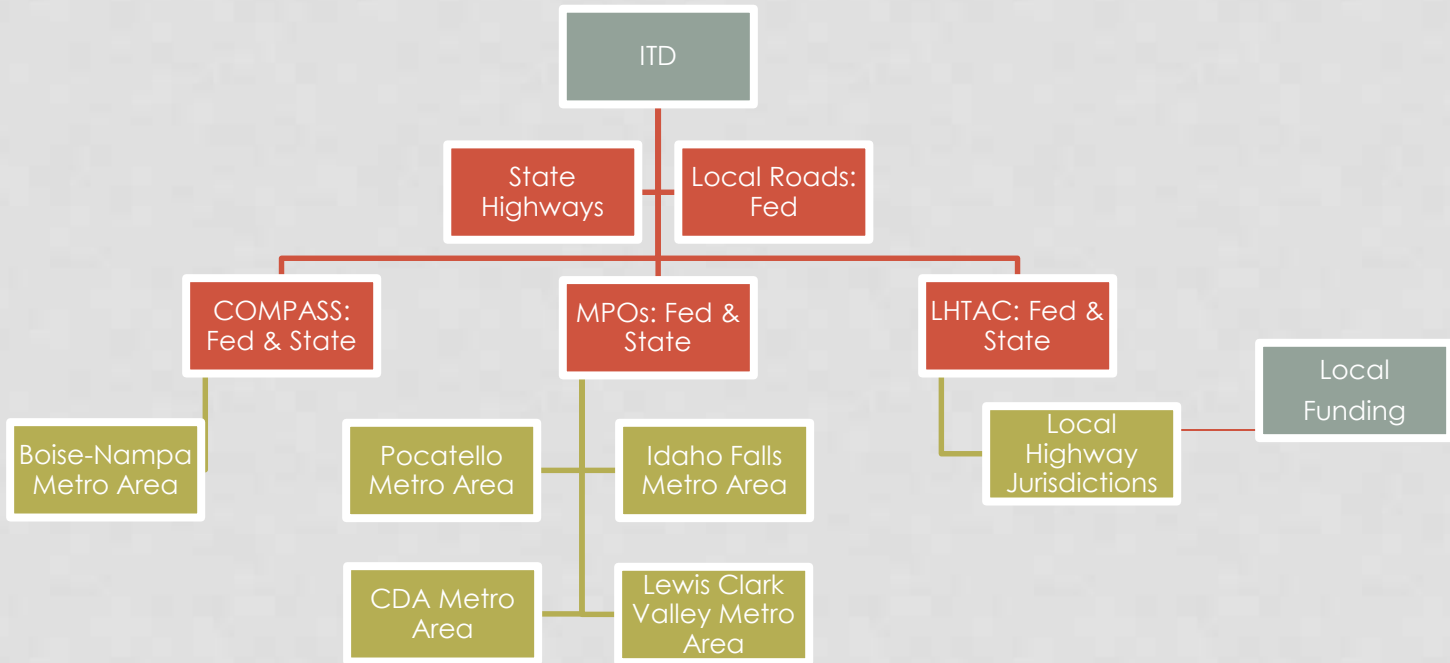 ITD
State
Highways
Local Roads:
Fed
COMPASS:
Fed & State
MPOs: Fed &
State
LHTAC: Fed &
State
Local
Funding
Boise-Nampa
Metro Area
Pocatello
Metro Area
Idaho Falls
Metro Area
Local
Highway
Jurisdictions
CDA Metro
Area
Lewis Clark
Valley Metro
Area